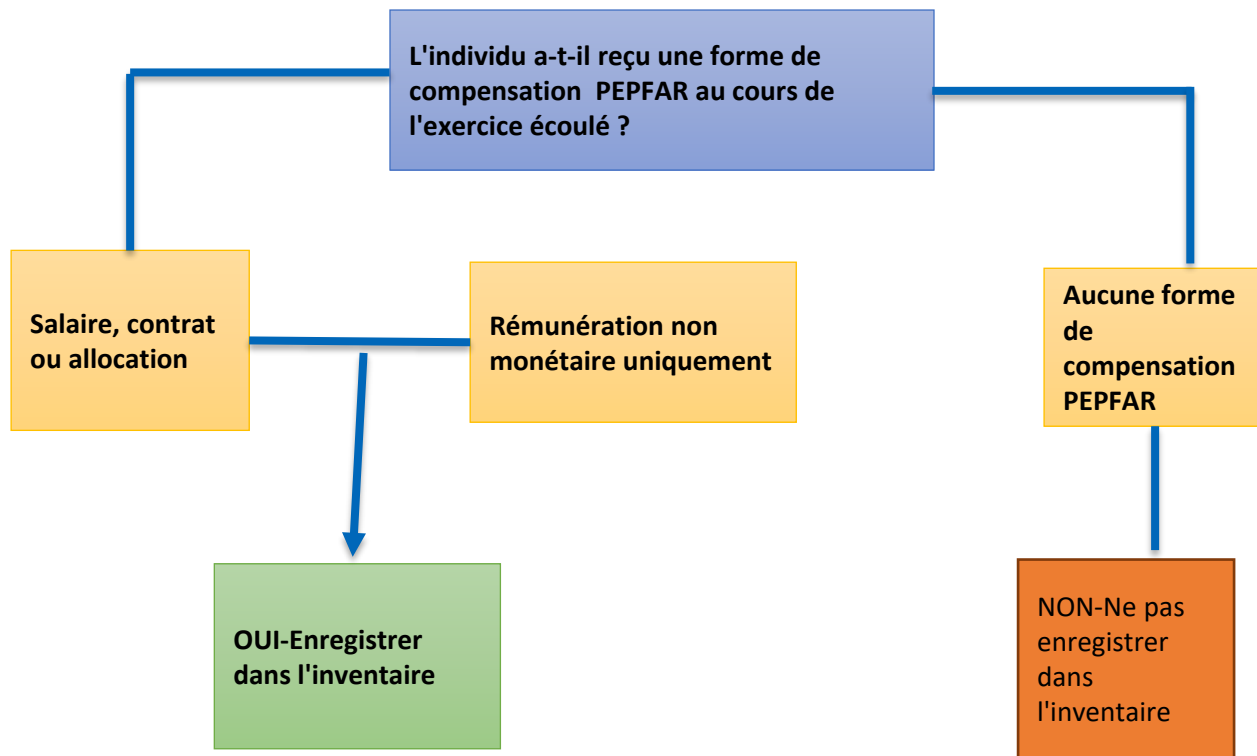 L'individu a-t-il reçu une forme de
compensation PEPFAR au cours de
l'exercice écoulé ?
Salaire, contrat
ou allocation
Rémunération non
monétaire uniquement
Aucune forme
de
compensation
PEPFAR
OUI-Enregistrer
dans l'inventaire
NON-Ne pas
enregistrer
dans
l'inventaire